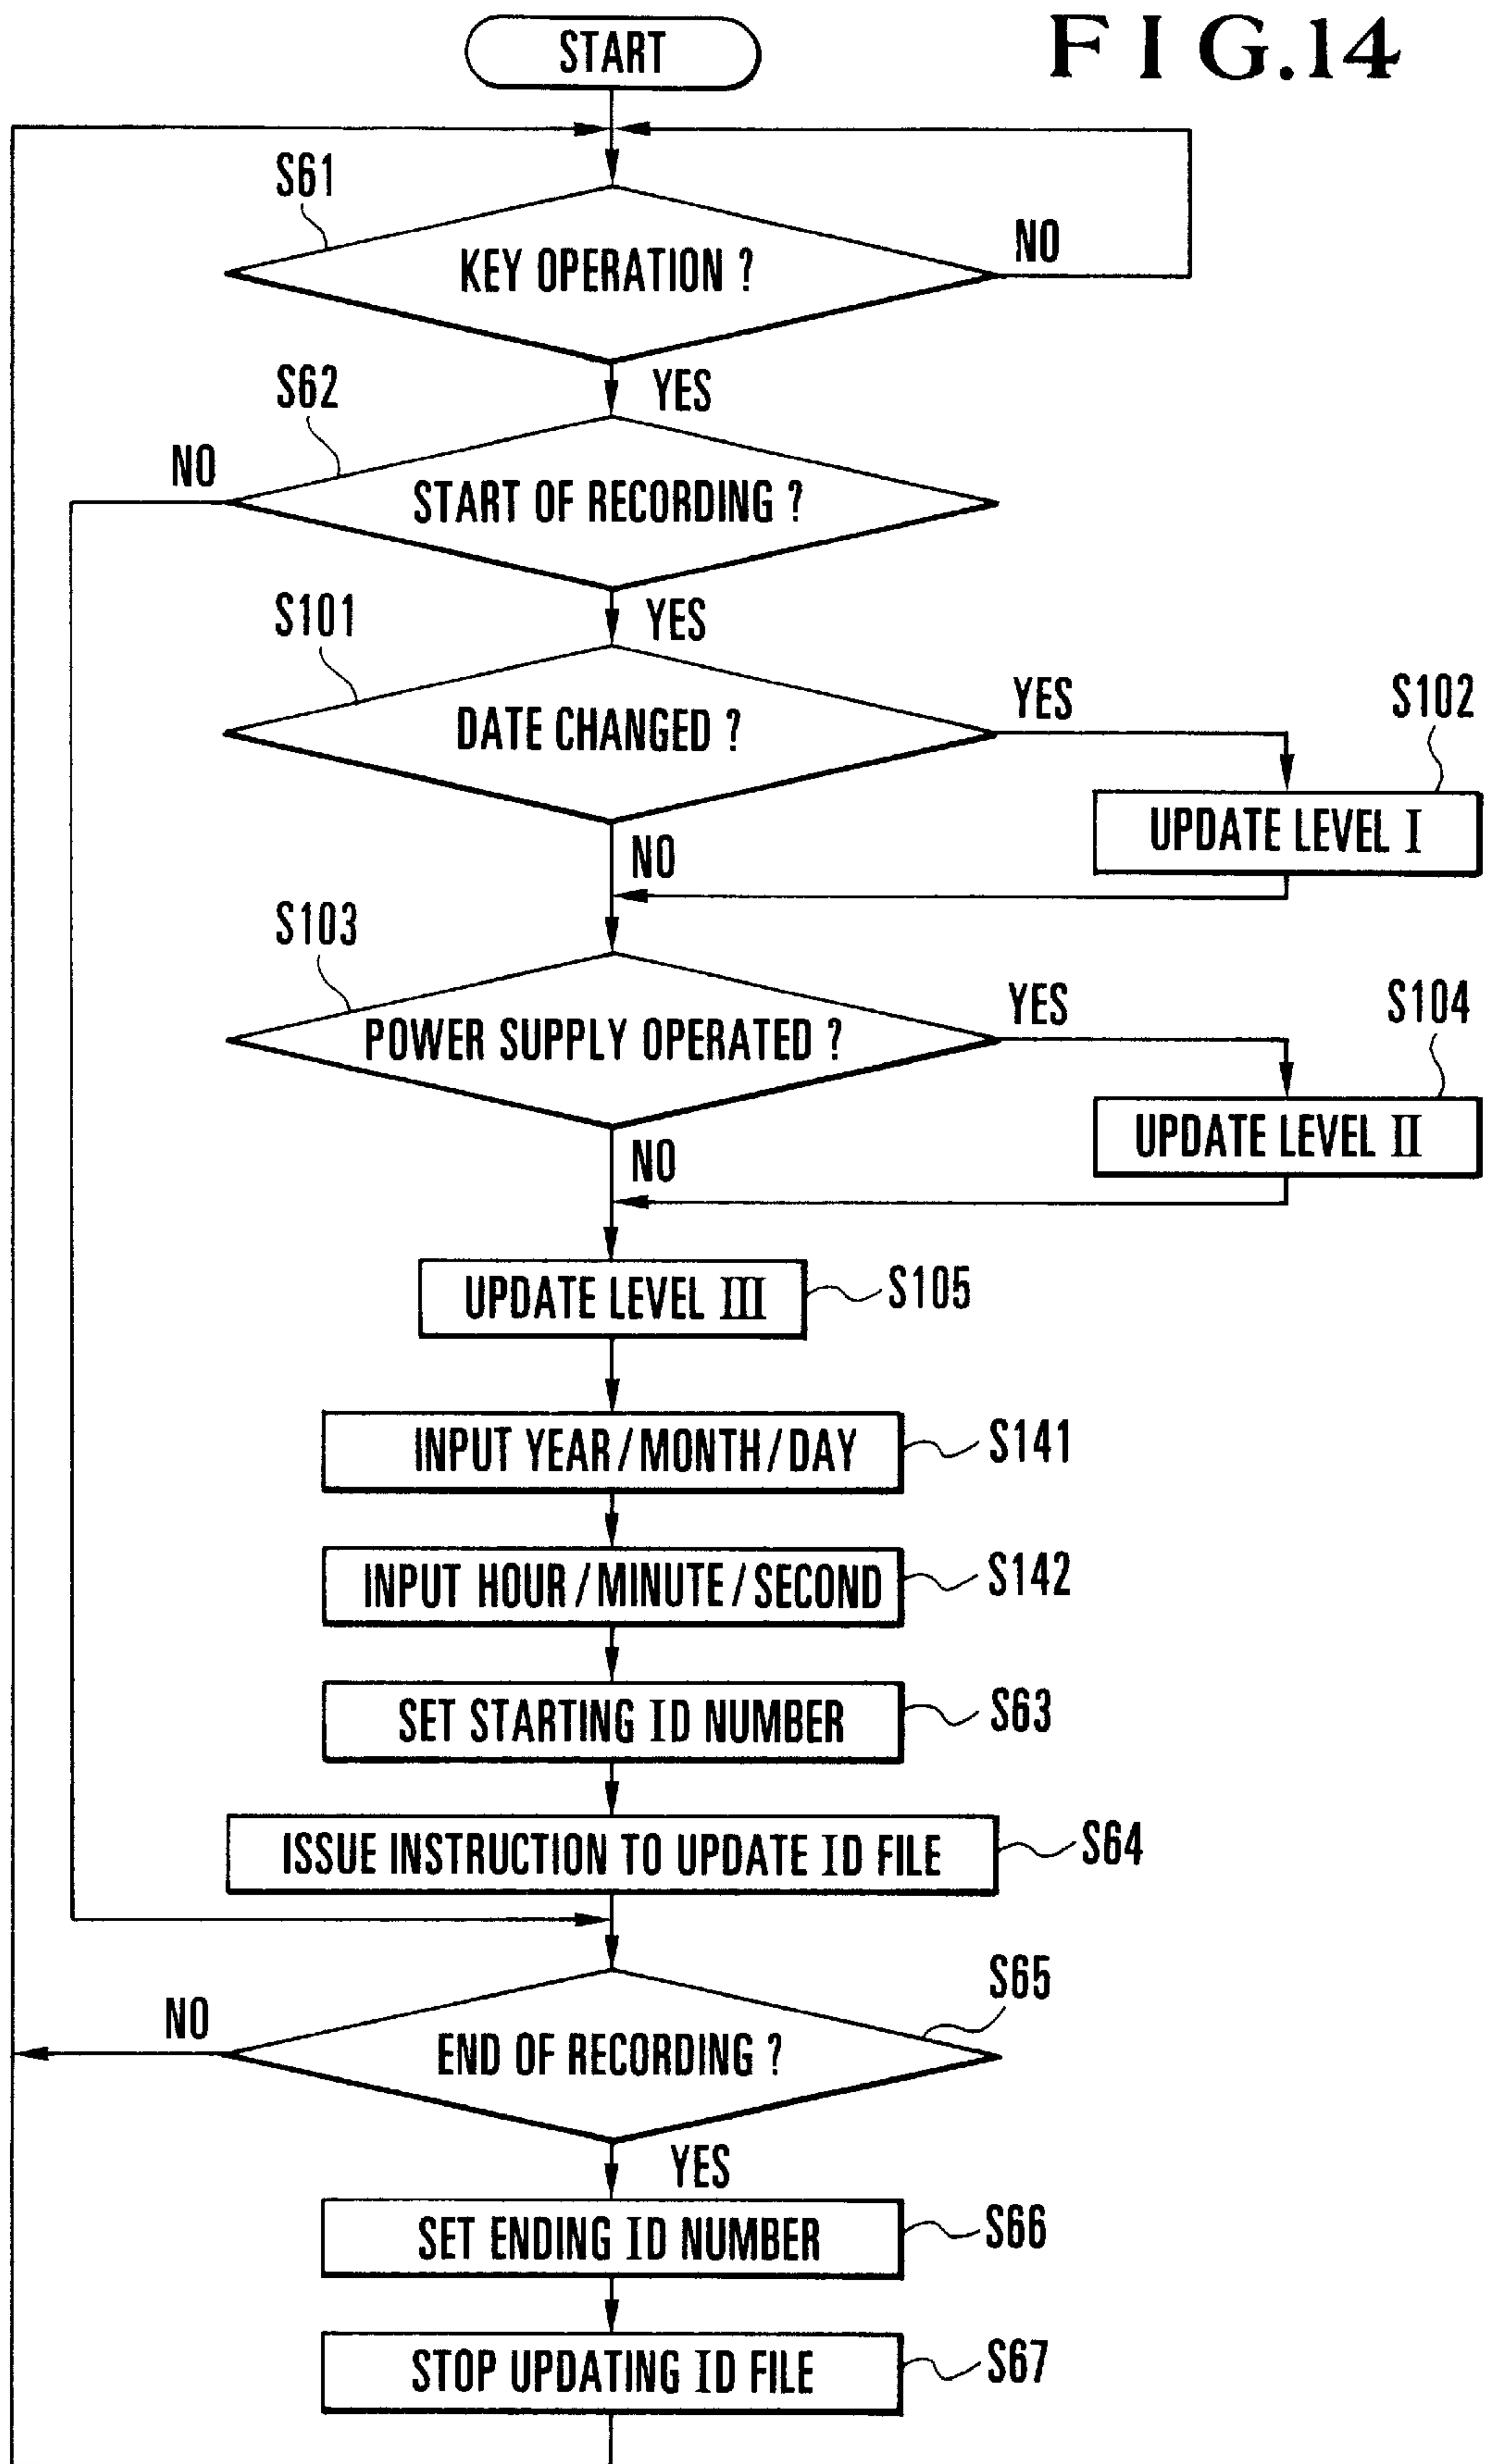 START
FIG.14
S61
KEY OPERATION ?
NO
YES
S62
NO
START OF RECORDING ?
YES
S101
DATE CHANGED ?
YES
S102
UPDATE LEVEL I
NO
S103
POWER SUPPLY OPERATED ?
YES
S104
UPDATE LEVEL II
NO
UPDATE LEVEL III
S105
INPUT YEAR/MONTH/DAY
S141
INPUT HOUR/MINUTE/SECOND
S142
SET STARTING ID NUMBER
S63
ISSUE INSTRUCTION TO UPDATE ID FILE
S64
S65
NO
END OF RECORDING ?
YES
SET ENDING ID NUMBER
S66
STOP UPDATING ID FILE
S67